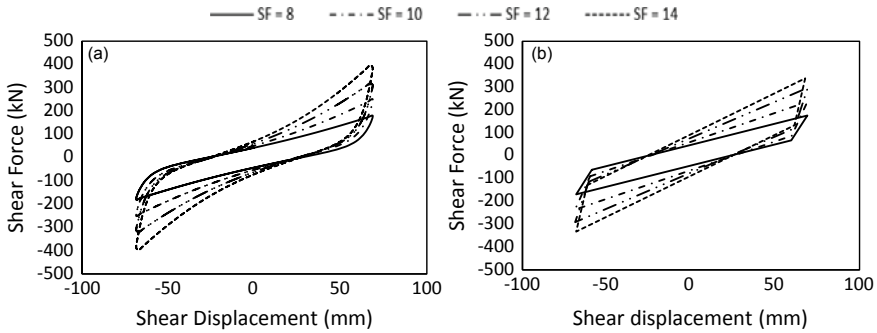 SF = 8 SF = 10 SF = 12 SF = 14
(a)
Shear Force (kN)
500
400
300
200
100
0
-100
-200
-300
-400
-500
-100 -50 0 50 100
Shear Displacement (mm)
(b)
Shear Force (kN)
500
400
300
200
100
0
-100
-200
-300
-400
-500
-100 -50 0 50 100
Shear displacement (mm)